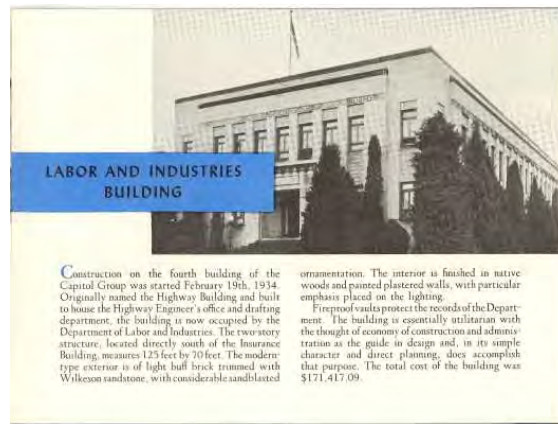 LABOR AND INDUSTRIES
BUILDING
Construction on the fourth building of the
Capitol Group was started February 19th, 1934.
Originally named the Highway Building and built
to house the Highway Engineer's office and drafting
department, the building is now occupied by the
Department of Labor and Industries. The two-story
structure, located directly south of the Insurance
Building, measures 125 feet by 70 feet. The modern-
type exterior is of light buff brick trimmed with
Wilkeson sandstone, with considerable sandblasted
ornamentation. The interior is finished in native
woods and painted plastered walls, with particular
emphasis placed on the lighting.
Fireproof vaults protect the records of the Depart-
ment. The building is essentially utilitarian with
the thought of economy of construction and adminis-
tration as the guide in design and, in its simple
character and direct planning, does accomplish
that purpose. The total cost of the building was
$171,417.09.